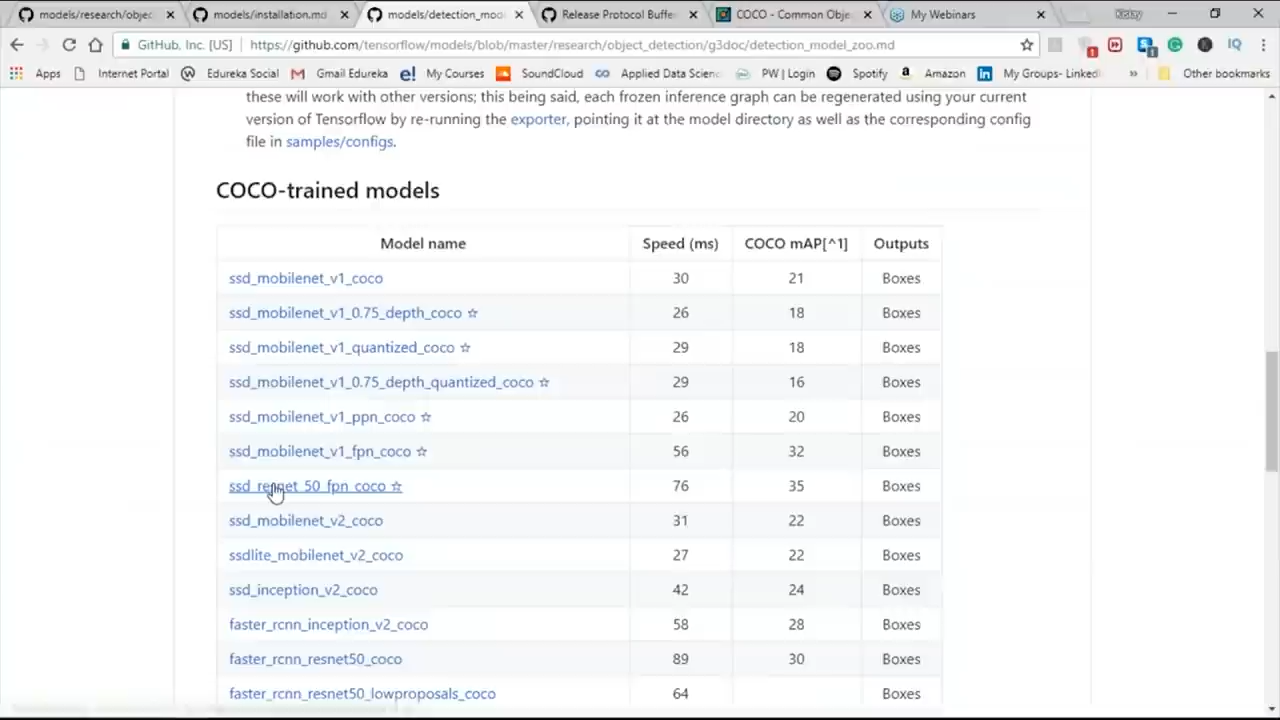 models/research/objec
models/installation.md
models/detection_mod
Release Protocol Buffe
COCO - Common Obje
My Webinars
GitHub, Inc. [US]
https://github.com/tensorflow/models/blob/master/research/object_detection/g3doc/detection_model_zoo.md
Apps
Internet Portal
Edureka Social
Gmail Edureka
My Courses
SoundCloud
Applied Data Scienc
PW | Login
Spotify
Amazon
My Groups- LinkedI
»
Other bookmarks
these will work with other versions; this being said, each frozen inference graph can be regenerated using your current
version of Tensorflow by re-running the exporter, pointing it at the model directory as well as the corresponding config
file in samples/configs.
COCO-trained models
Model name Speed (ms) COCO mAP[^1] Outputs
ssd_mobilenet_v1_coco 30 21 Boxes
ssd_mobilenet_v1_0.75_depth_coco ☆ 26 18 Boxes
ssd_mobilenet_v1_quantized_coco ☆ 29 18 Boxes
ssd_mobilenet_v1_0.75_depth_quantized_coco ☆ 29 16 Boxes
ssd_mobilenet_v1_ppn_coco ☆ 26 20 Boxes
ssd_mobilenet_v1_fpn_coco ☆ 56 32 Boxes
ssd_resnet_50_fpn_coco ☆ 76 35 Boxes
ssd_mobilenet_v2_coco 31 22 Boxes
ssdlite_mobilenet_v2_coco 27 22 Boxes
ssd_inception_v2_coco 42 24 Boxes
faster_rcnn_inception_v2_coco 58 28 Boxes
faster_rcnn_resnet50_coco 89 30 Boxes
faster_rcnn_resnet50_lowproposals_coco 64 Boxes